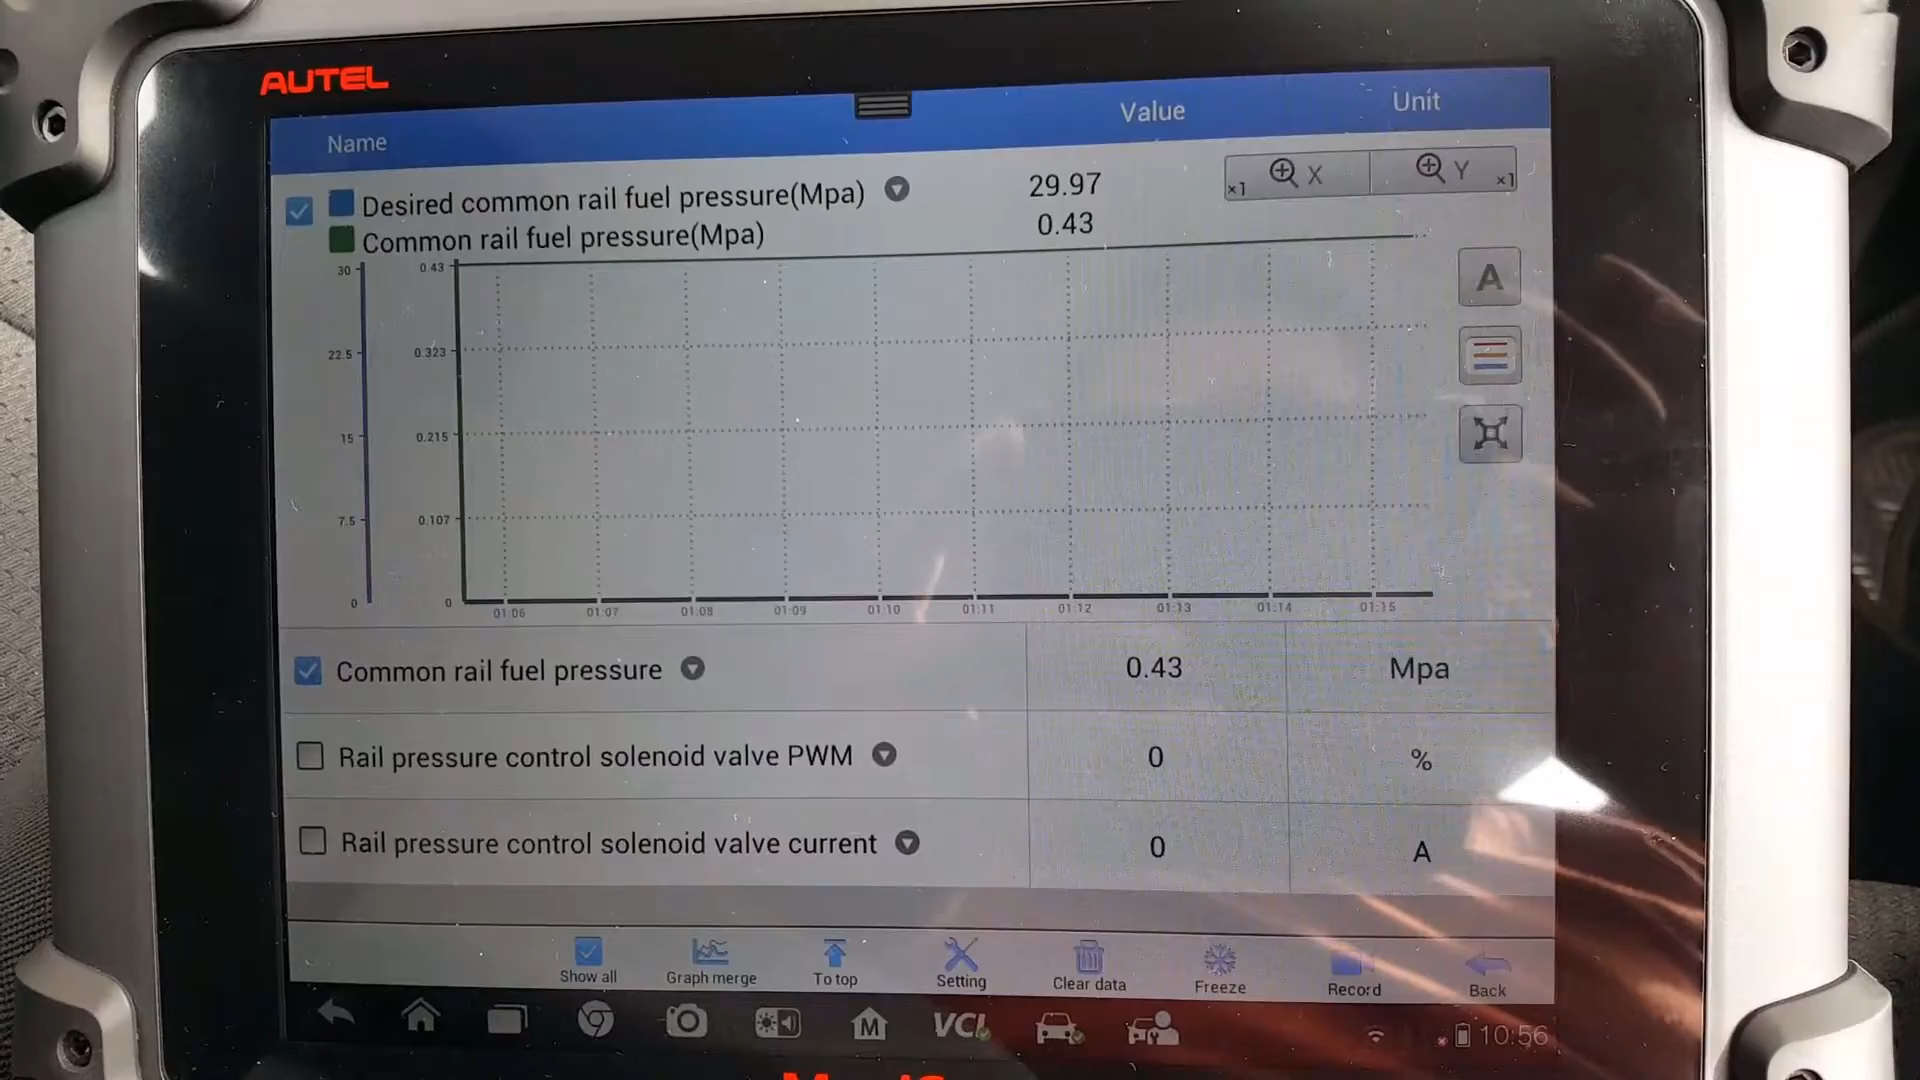 AUTEL
Name
Value
Unit
Desired common rail fuel pressure(Mpa)
29.97
Common rail fuel pressure(Mpa)
0.43
×1
X
Y
×1
A
30
22.5
15
7.5
0
0.43
0.323
0.215
0.107
0
01:06
01:07
01:08
01:09
01:10
01:11
01:12
01:13
01:14
01:15
Common rail fuel pressure
0.43
Mpa
Rail pressure control solenoid valve PWM
0
%
Rail pressure control solenoid valve current
0
A
Show all
Graph merge
To top
Setting
Clear data
Freeze
Record
Back
M
VCI
10:56